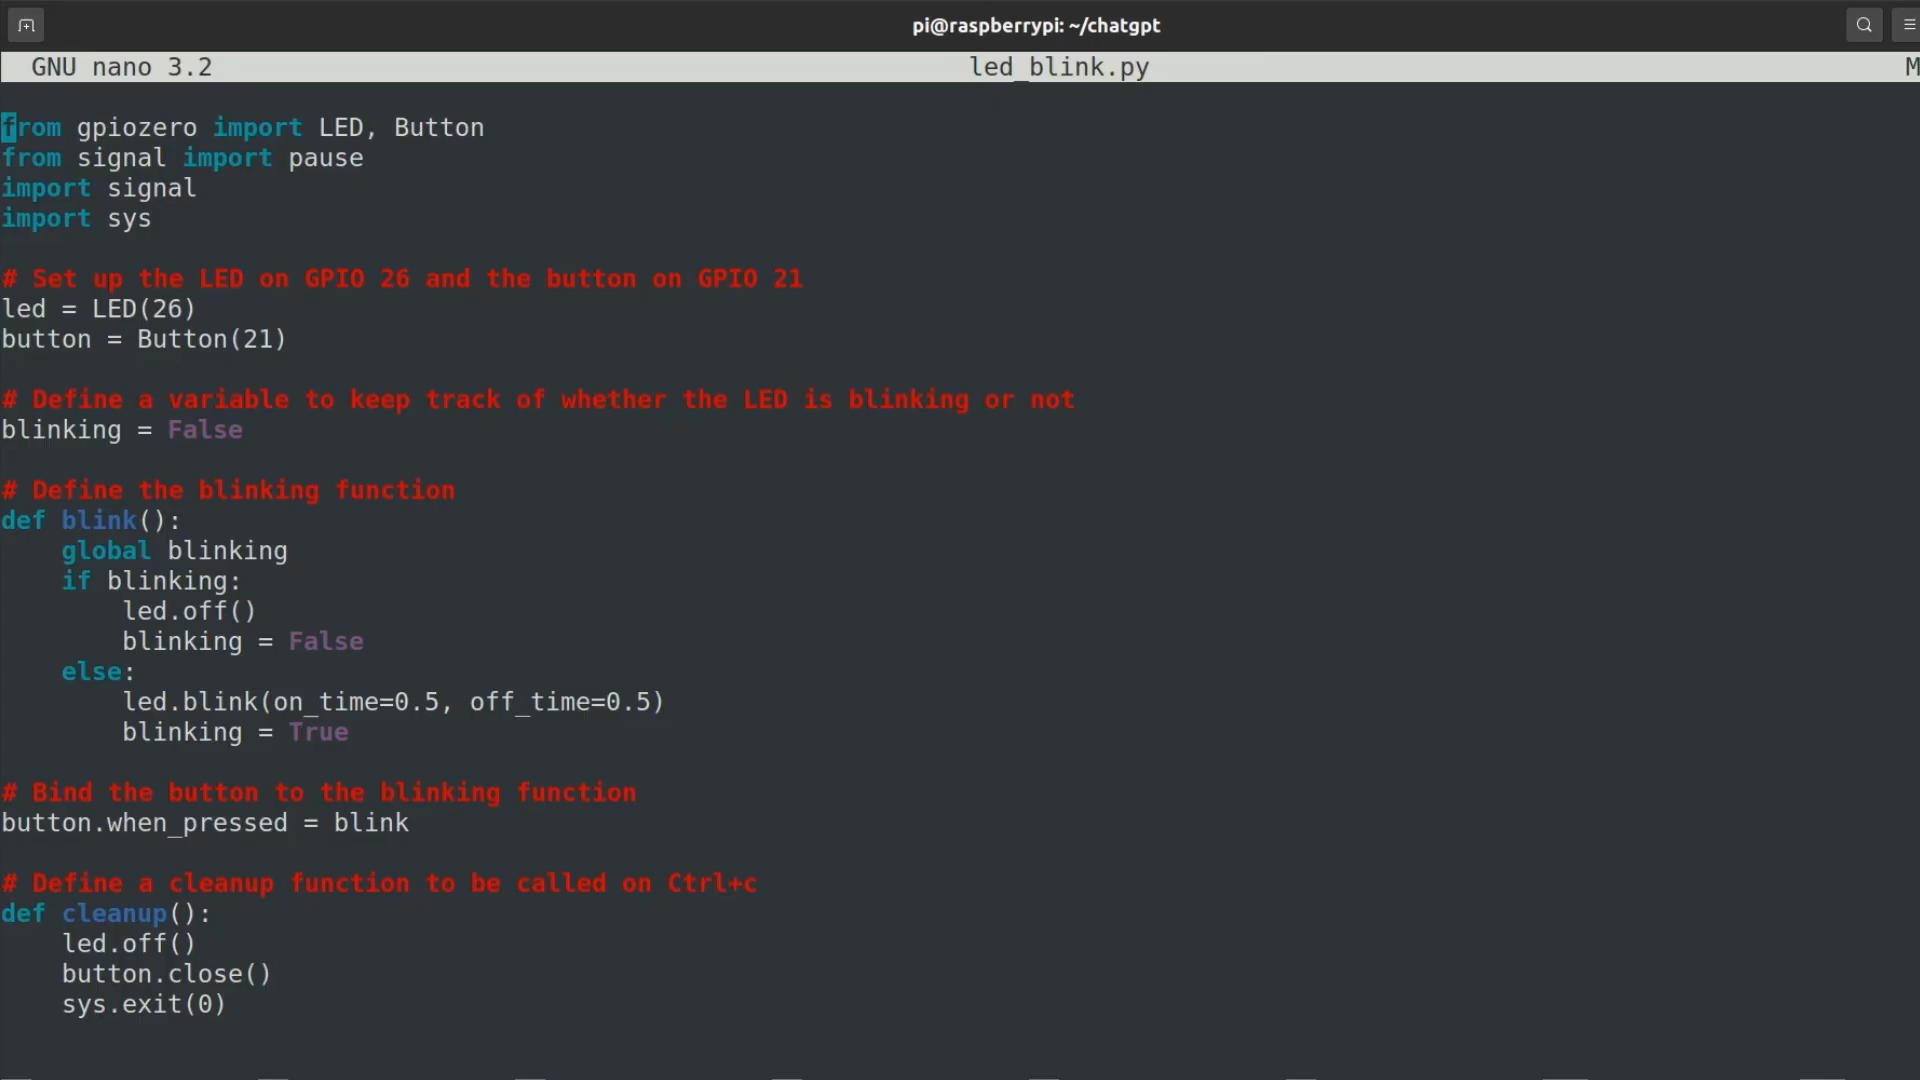 pi@raspberrypi: ~/chatgpt
GNU nano 3.2 led_blink.py M
from gpiozero import LED, Button
from signal import pause
import signal
import sys

# Set up the LED on GPIO 26 and the button on GPIO 21
led = LED(26)
button = Button(21)

# Define a variable to keep track of whether the LED is blinking or not
blinking = False

# Define the blinking function
def blink():
    global blinking
    if blinking:
        led.off()
        blinking = False
    else:
        led.blink(on_time=0.5, off_time=0.5)
        blinking = True

# Bind the button to the blinking function
button.when_pressed = blink

# Define a cleanup function to be called on Ctrl+c
def cleanup():
    led.off()
    button.close()
    sys.exit(0)